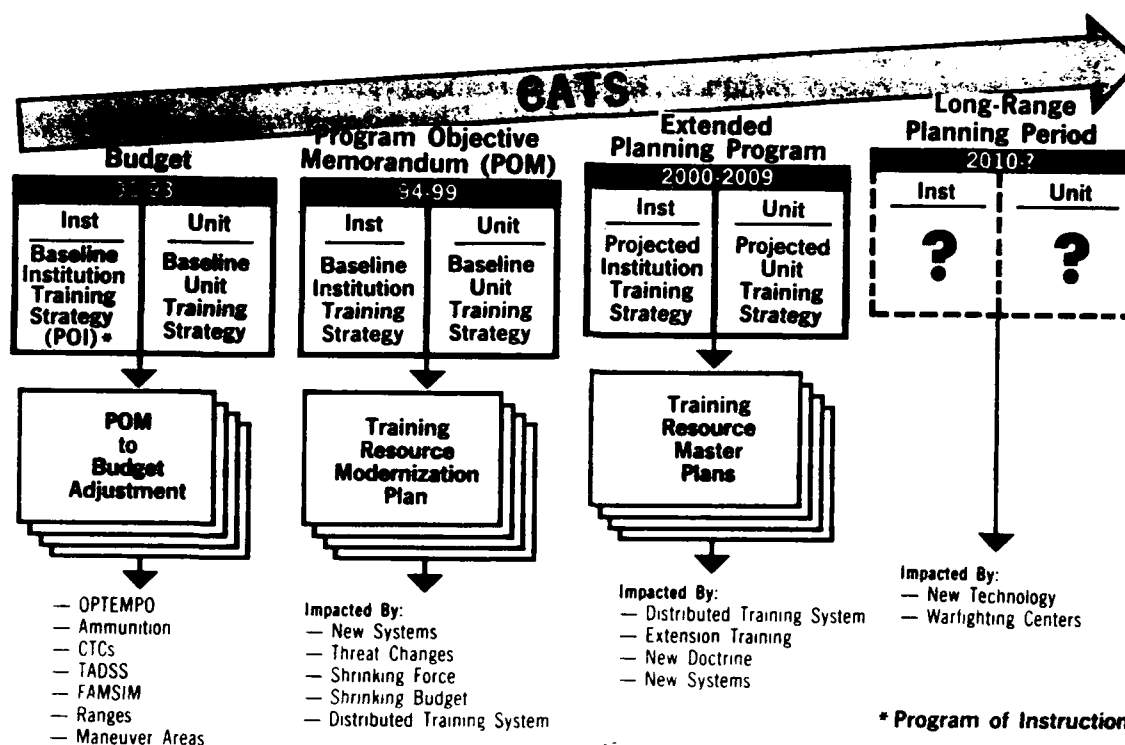 CATS
Budget
Inst
Baseline
Institution
Training
Strategy
(POI)*
Unit
Baseline
Unit
Training
Strategy
POM
to
Budget
Adjustment
— OPTEMPO
— Ammunition
— CTCs
— TADSS
— FAMSIM
— Ranges
— Maneuver Areas
Program Objective
Memorandum (POM)
94-99
Inst
Baseline
Institution
Training
Strategy
Unit
Baseline
Unit
Training
Strategy
Training
Resource
Modernization
Plan
Impacted By:
— New Systems
— Threat Changes
— Shrinking Force
— Shrinking Budget
— Distributed Training System
Extended
Planning Program
2000-2009
Inst
Projected
Institution
Training
Strategy
Unit
Projected
Unit
Training
Strategy
Training
Resource
Master
Plans
Impacted By:
— Distributed Training System
— Extension Training
— New Doctrine
— New Systems
Long-Range
Planning Period
2010-?
Inst
?
Unit
?
Impacted By:
— New Technology
— Warfighting Centers
* Program of Instruction